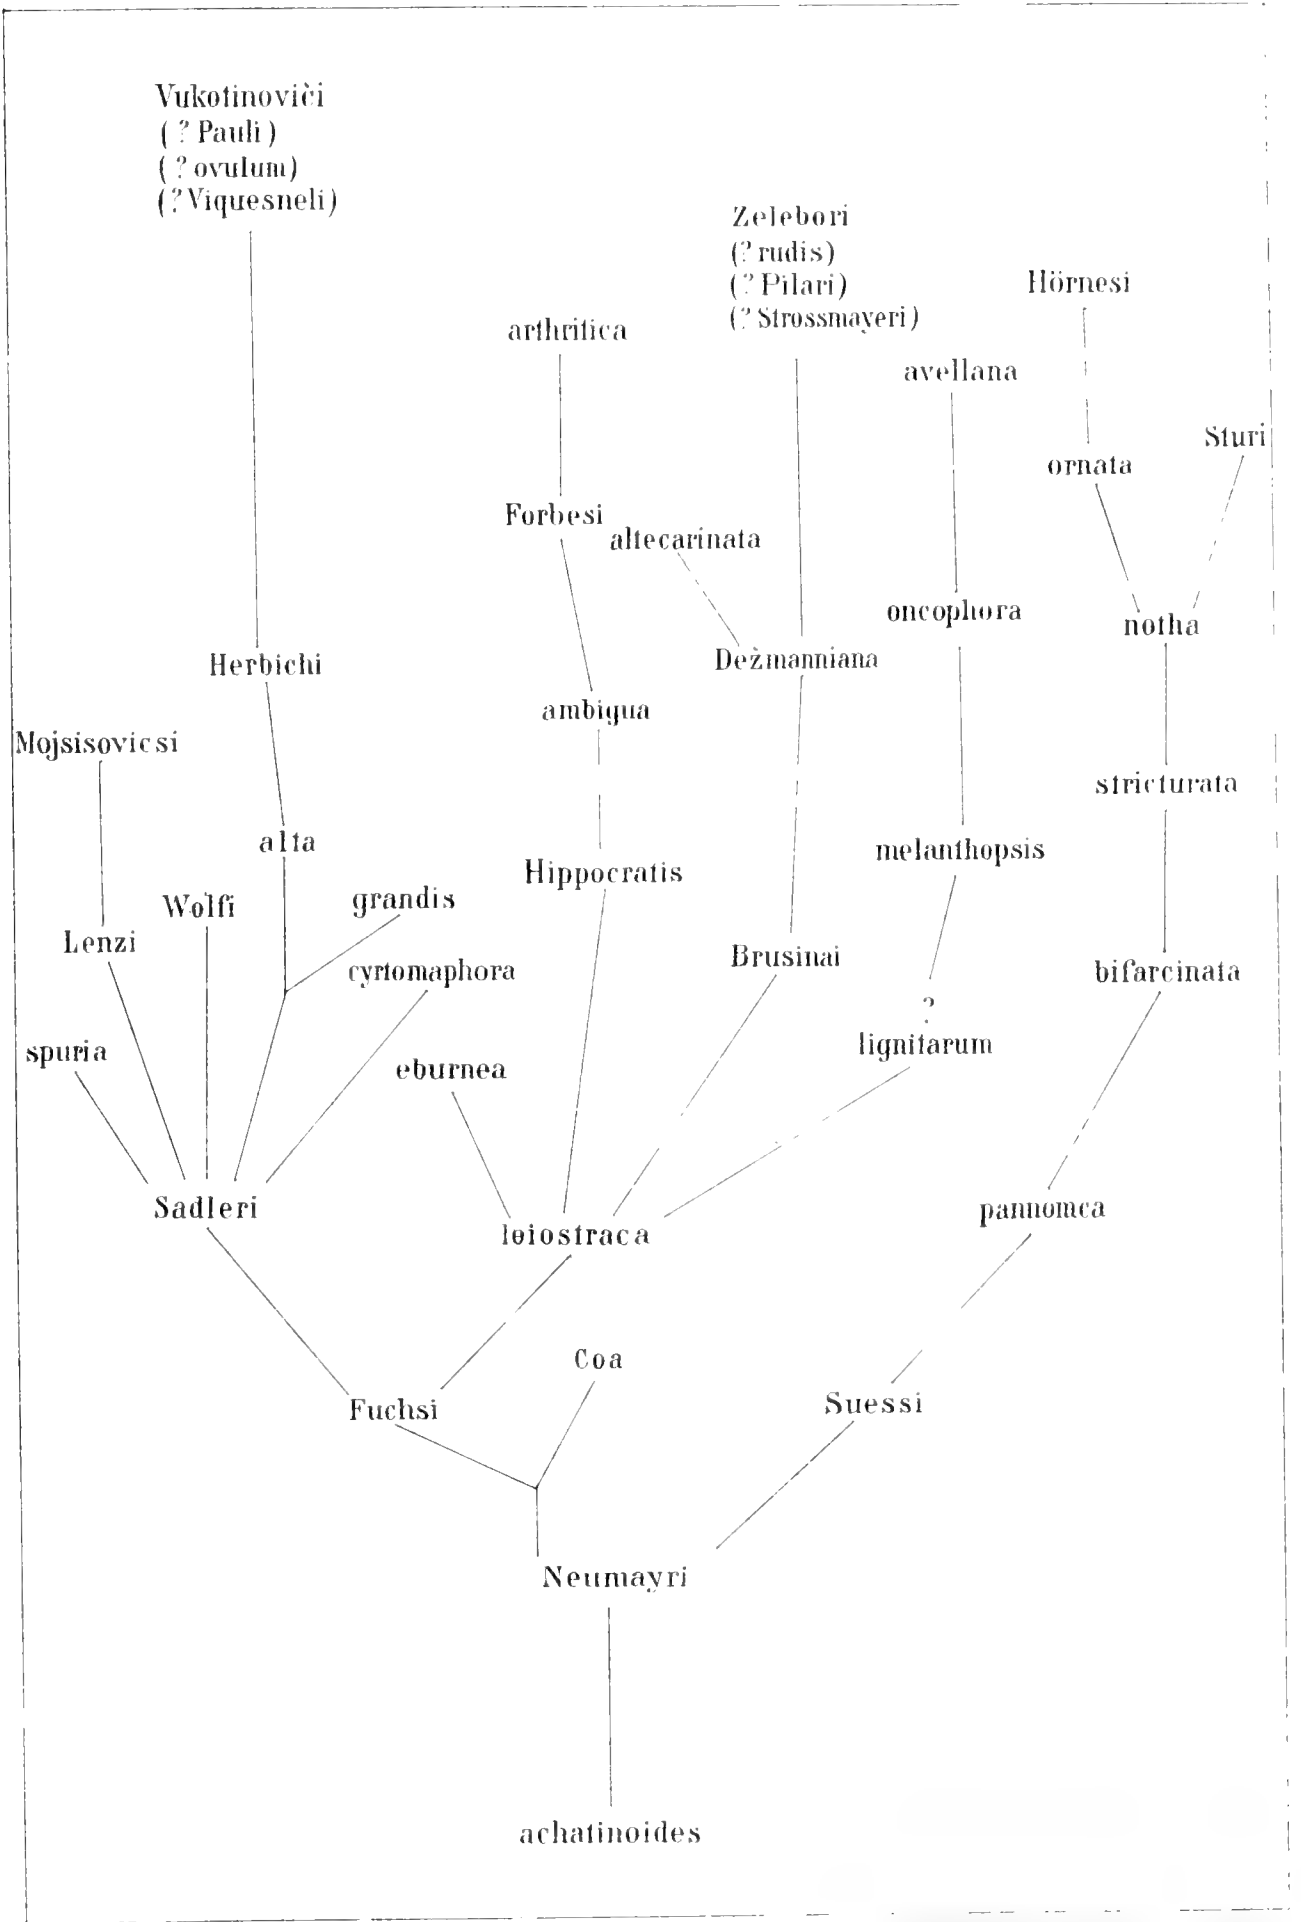 Vukotinovići
(? Pauli)
(? ovulum)
(? Viquesneli)
Zelebori
(? rudis)
(? Pilari)
(? Strossmayeri)
Hörnesi
arthritica
avellana
Sturi
ornata
Forbesi
altecarinata
oncophora
notha
Herbichi
Dežmanniana
ambigua
Mojsisovicsi
stricturata
alta
melanthopsis
Hippocratis
grandis
Wolfi
Lenzi
Brusinai
cyrtomaphora
bifarcinata
?
lignitarum
spuria
eburnea
Sadleri
pannonica
leiostraca
Coa
Suessi
Fuchsi
Neumayri
achatinoides